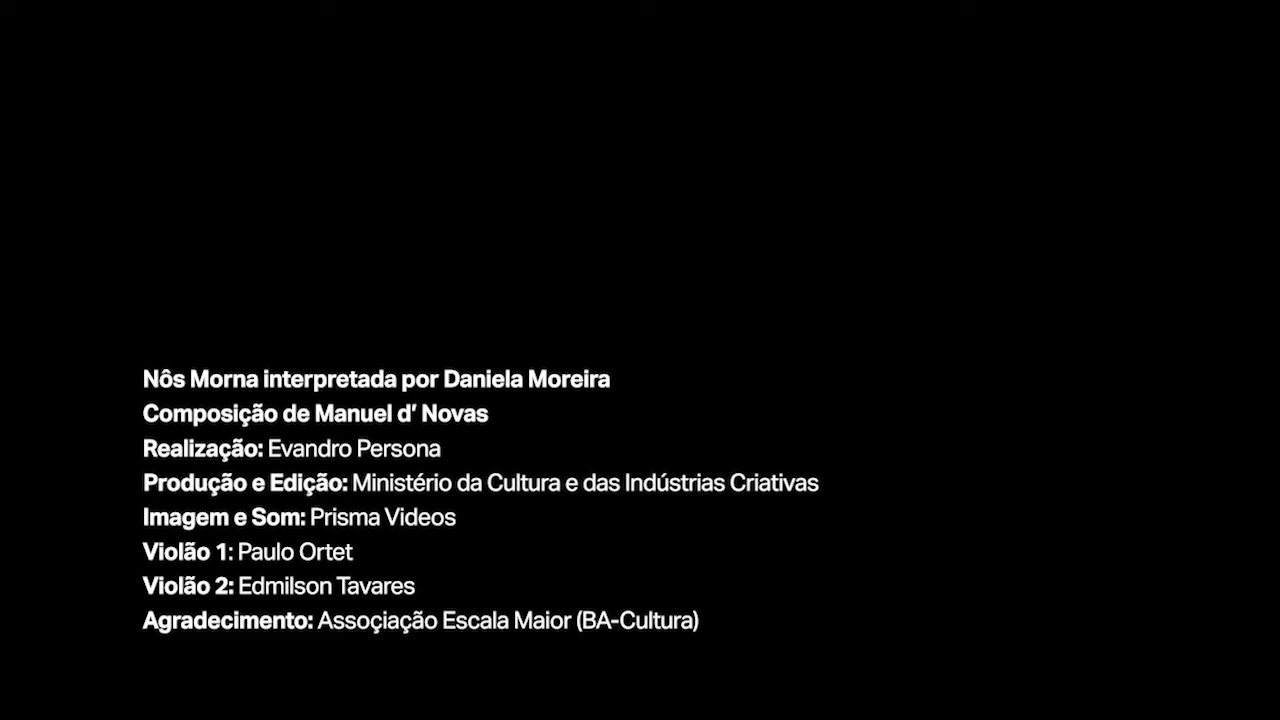 Nôs Morna interpretada por Daniela Moreira
Composição de Manuel d’ Novas
Realização: Evandro Persona
Produção e Edição: Ministério da Cultura e das Indústrias Criativas
Imagem e Som: Prisma Videos
Violão 1: Paulo Ortet
Violão 2: Edmilson Tavares
Agradecimento: Assoçiação Escala Maior (BA-Cultura)